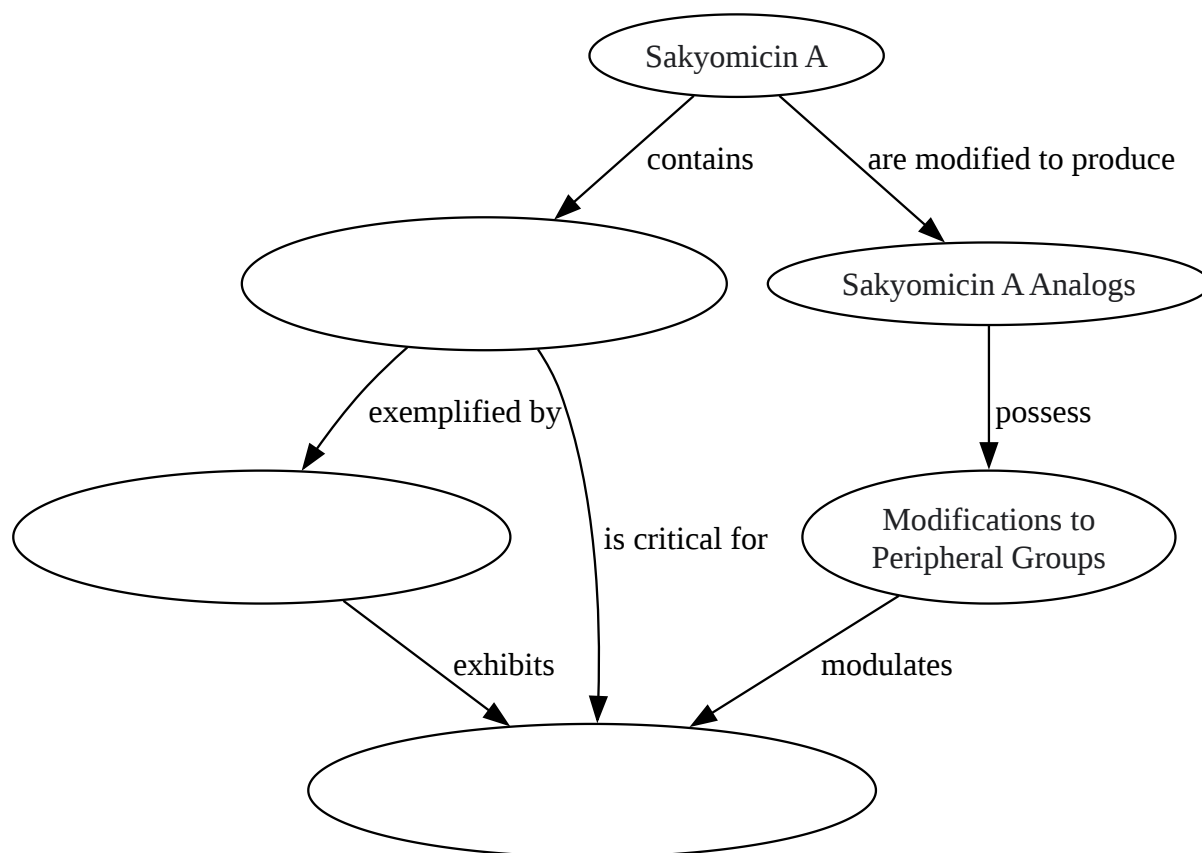 Sakyomicin A
contains
are modified to produce
Sakyomicin A Analogs
exemplified by
possess
is critical for
Modifications to
Peripheral Groups
exhibits
modulates